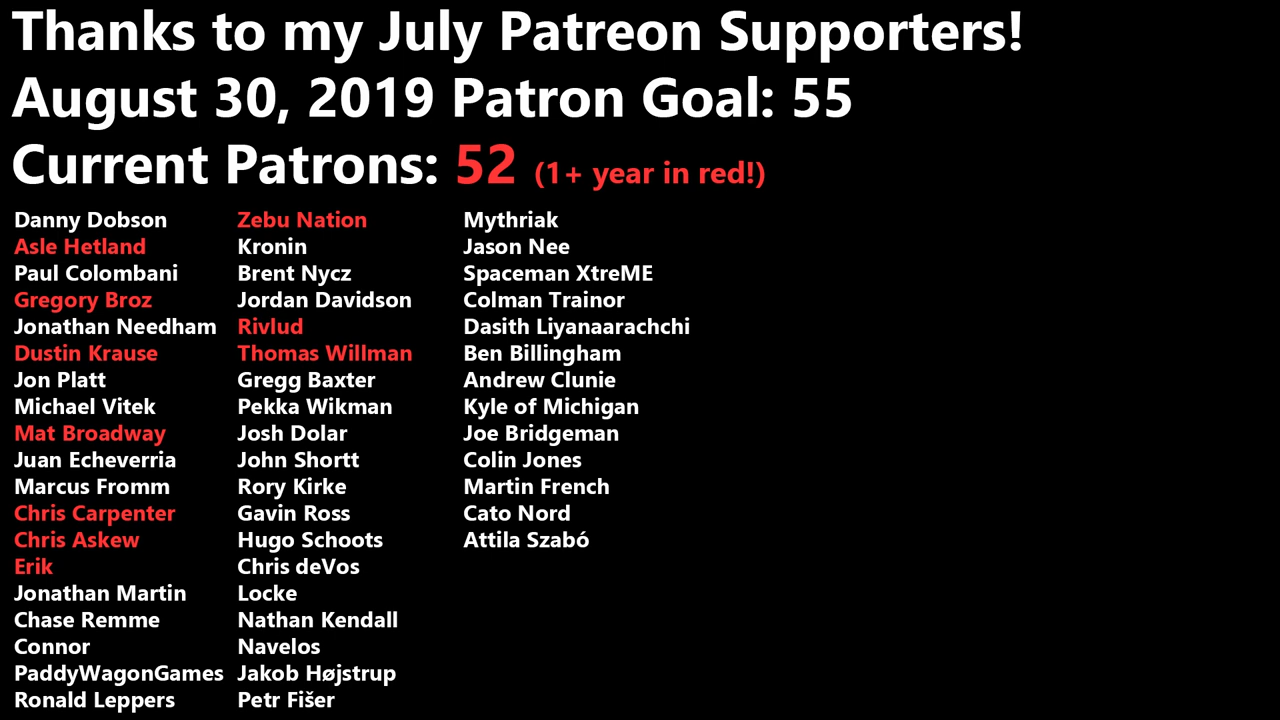 Thanks to my July Patreon Supporters!
August 30, 2019 Patron Goal: 55
Current Patrons: 52 (1+ year in red!)
Danny Dobson
Asle Hetland
Paul Colombani
Gregory Broz
Jonathan Needham
Dustin Krause
Jon Platt
Michael Vitek
Mat Broadway
Juan Echeverria
Marcus Fromm
Chris Carpenter
Chris Askew
Erik
Jonathan Martin
Chase Remme
Connor
PaddyWagonGames
Ronald Leppers
Zebu Nation
Kronin
Brent Nycz
Jordan Davidson
Rivlud
Thomas Willman
Gregg Baxter
Pekka Wikman
Josh Dolar
John Shortt
Rory Kirke
Gavin Ross
Hugo Schoots
Chris deVos
Locke
Nathan Kendall
Navelos
Jakob Højstrup
Petr Fišer
Mythriak
Jason Nee
Spaceman XtreME
Colman Trainor
Dasith Liyanaarachchi
Ben Billingham
Andrew Clunie
Kyle of Michigan
Joe Bridgeman
Colin Jones
Martin French
Cato Nord
Attila Szabó